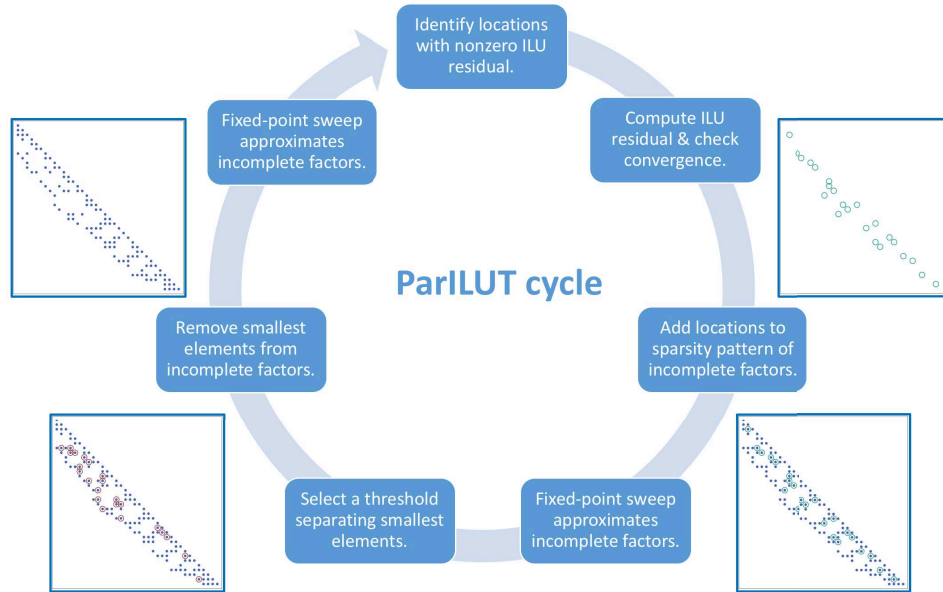 Identify locations
with nonzero ILU
residual.
Compute ILU
residual & check
convergence.
Add locations to
sparsity pattern of
incomplete factors.
Fixed-point sweep
approximates
incomplete factors.
Select a threshold
separating smallest
elements.
Remove smallest
elements from
incomplete factors.
Fixed-point sweep
approximates
incomplete factors.
ParILUT cycle